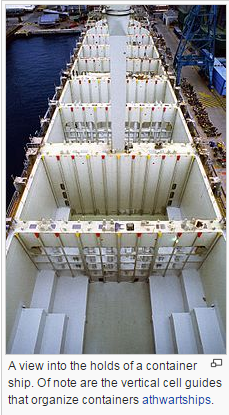 A view into the holds of a container
ship. Of note are the vertical cell guides
that organize containers athwartships.